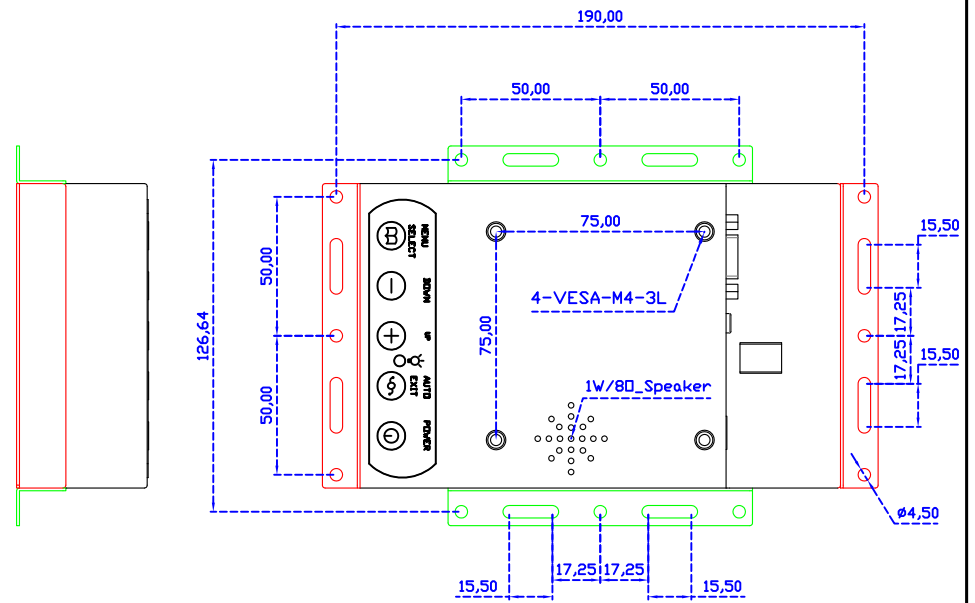 190,00
50,00
50,00
126,64
50,00
50,00
75,00
75,00
4-VESA-M4-3L
1W/8□_Speaker
MENU
SELECT
DOWN
UP
AUTO
EXIT
POWER
15,50
17,25
17,25
15,50
ø4,50
17,25
17,25
15,50
15,50